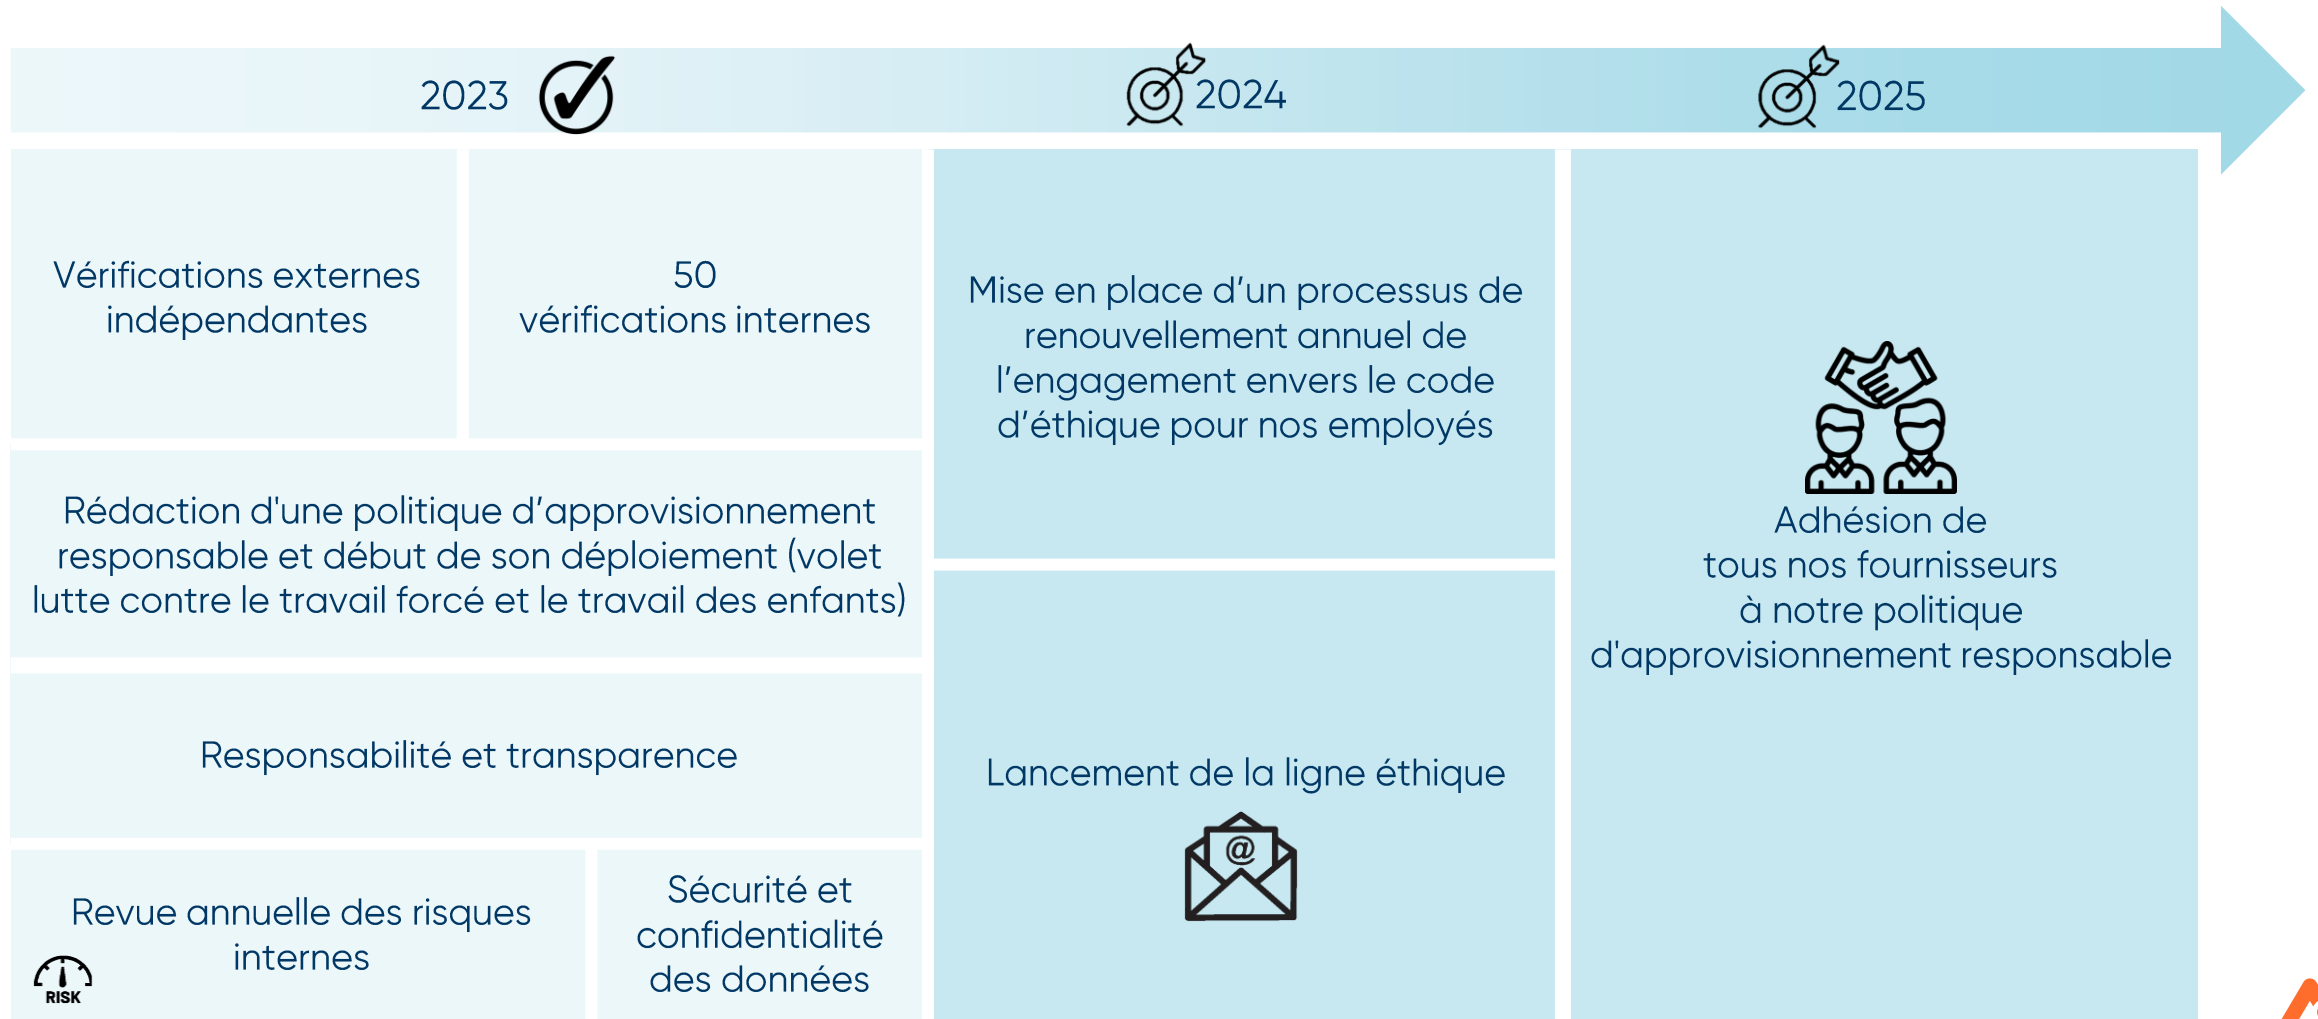 2023
2024
2025
Vérifications externes
indépendantes
50
vérifications internes
Rédaction d'une politique d’approvisionnement
responsable et début de son déploiement (volet
lutte contre le travail forcé et le travail des enfants)
Responsabilité et transparence
Revue annuelle des risques
internes
RISK
Sécurité et
confidentialité
des données
Mise en place d’un processus de
renouvellement annuel de
l’engagement envers le code
d’éthique pour nos employés
Lancement de la ligne éthique
@
Adhésion de
tous nos fournisseurs
à notre politique
d'approvisionnement responsable